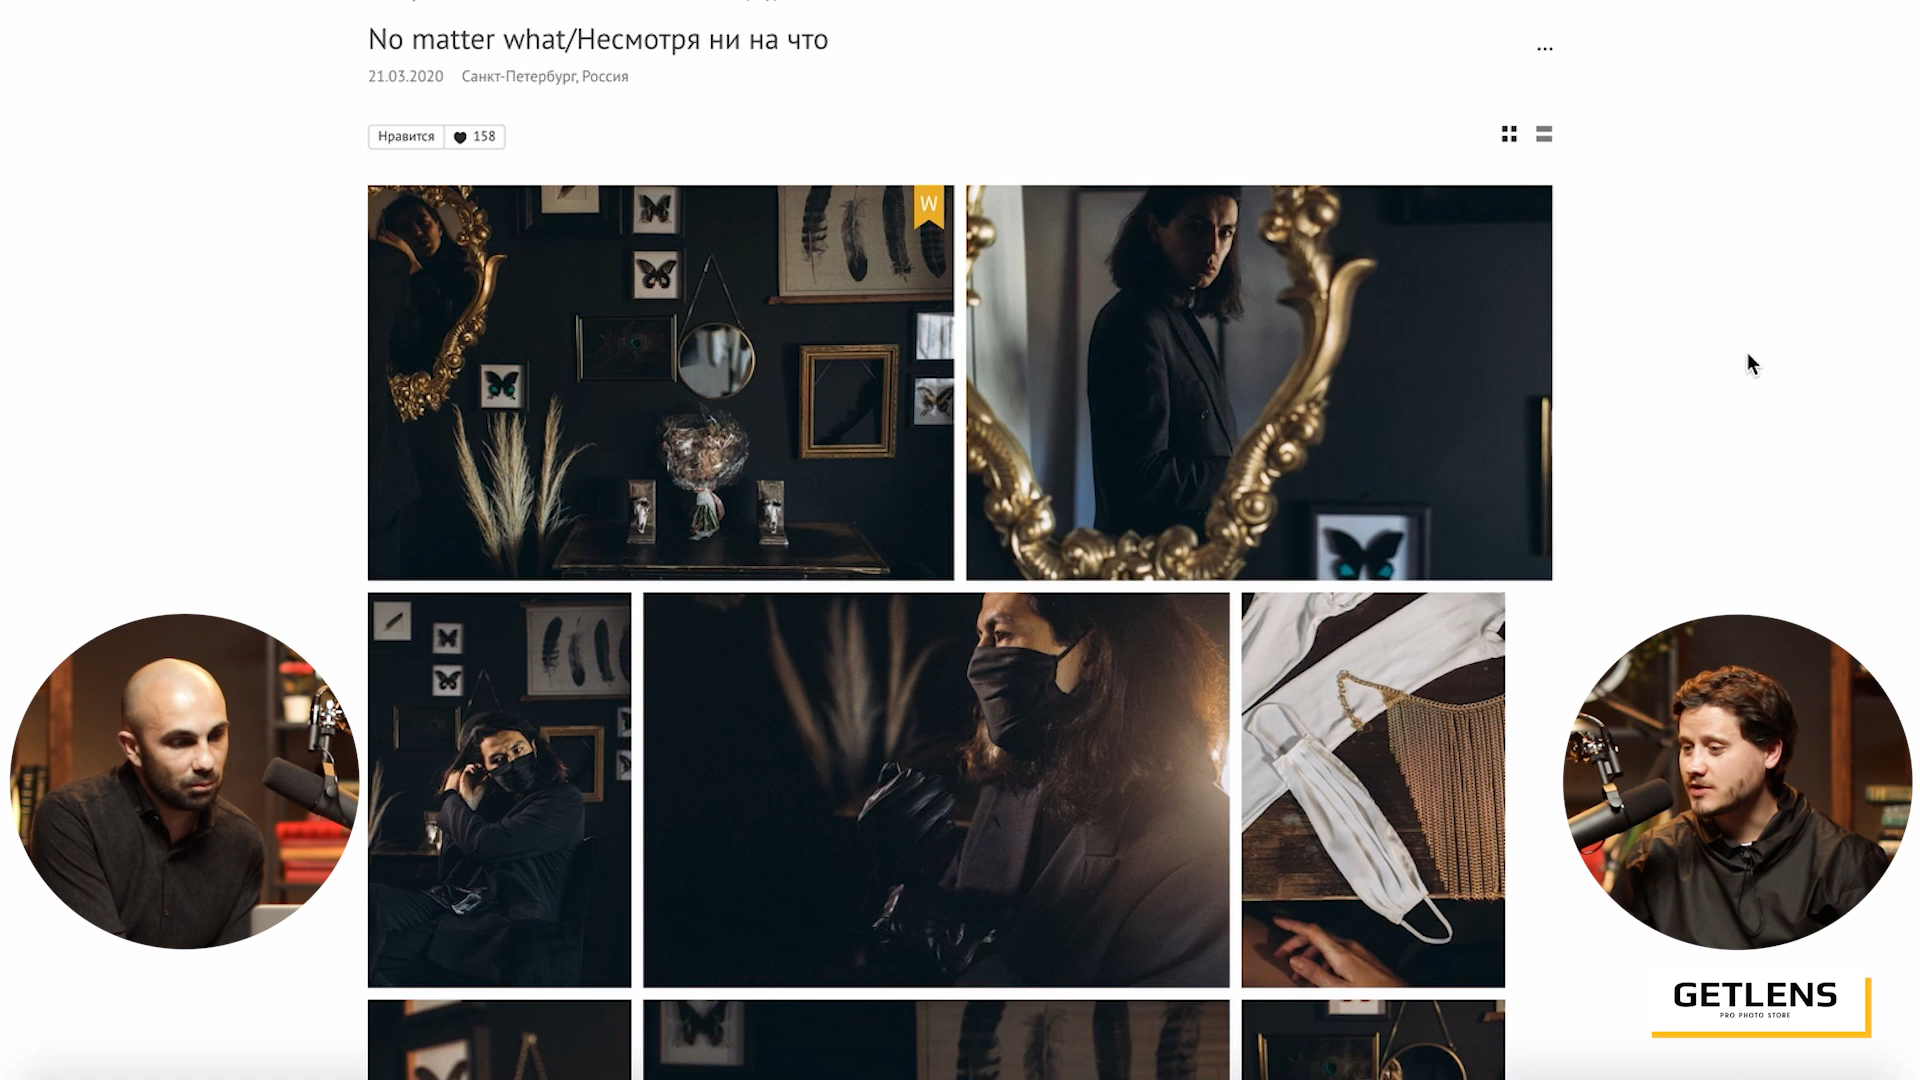 No matter what/Несмотря ни на что
...
21.03.2020 Санкт-Петербург, Россия
Нравится 158
W
GETLENS
PRO PHOTO STORE